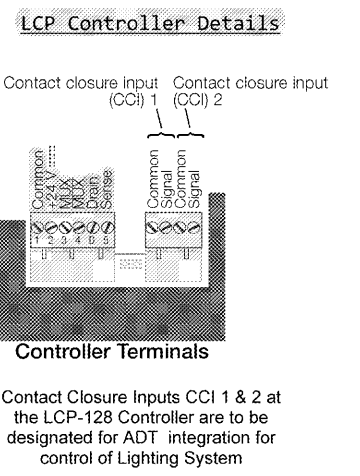 LCP Controller Details
Contact closure input (CCI) 1
Contact closure input (CCI) 2
Common
+24 V
MUX
MUX
Drain
Sense
Common
Signal
Common
Signal
1 2 3 4 D 5
Controller Terminals
Contact Closure Inputs CCI 1 & 2 at
the LCP-128 Controller are to be
designated for ADT integration for
control of Lighting System